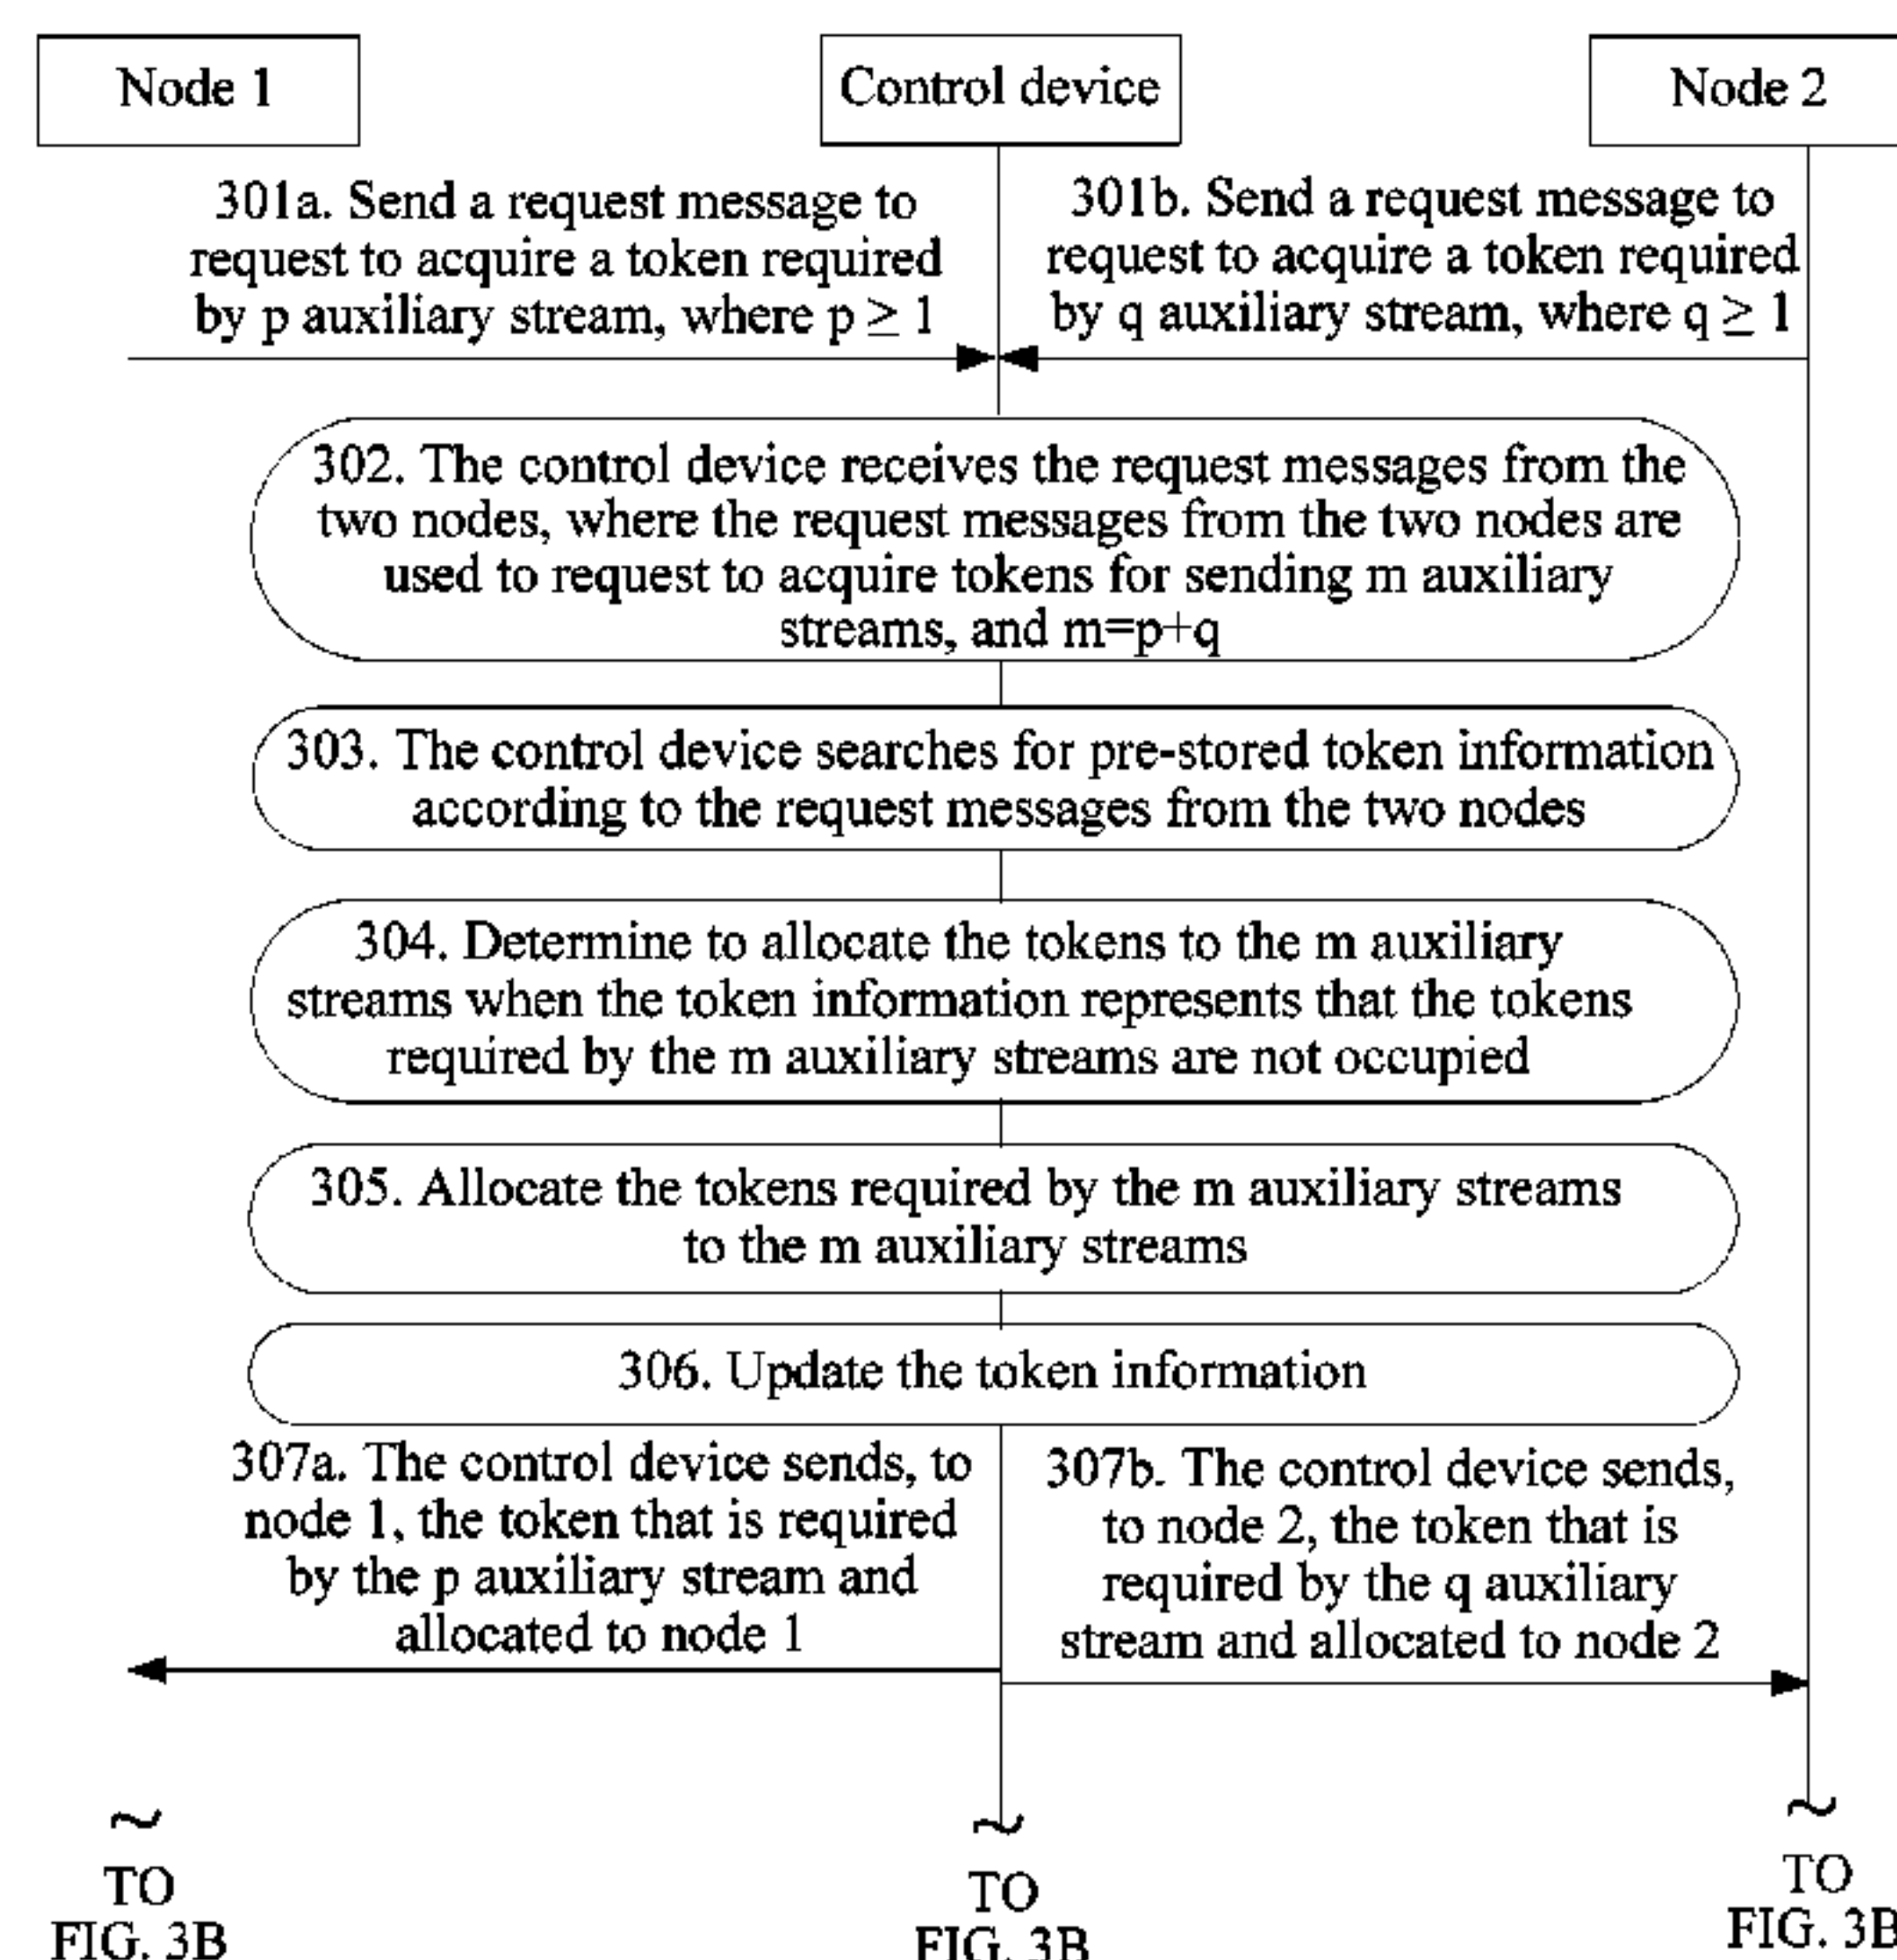 Node 1
Control device
Node 2
301a. Send a request message to
request to acquire a token required
by p auxiliary stream, where p ≥ 1
301b. Send a request message to
request to acquire a token required
by q auxiliary stream, where q ≥ 1
302. The control device receives the request messages from the
two nodes, where the request messages from the two nodes are
used to request to acquire tokens for sending m auxiliary
streams, and m=p+q
303. The control device searches for pre-stored token information
according to the request messages from the two nodes
304. Determine to allocate the tokens to the m auxiliary
streams when the token information represents that the tokens
required by the m auxiliary streams are not occupied
305. Allocate the tokens required by the m auxiliary streams
to the m auxiliary streams
306. Update the token information
307a. The control device sends, to
node 1, the token that is required
by the p auxiliary stream and
allocated to node 1
307b. The control device sends,
to node 2, the token that is
required by the q auxiliary
stream and allocated to node 2
~
TO
FIG. 3B
~
TO
FIG. 3B
~
TO
FIG. 3B